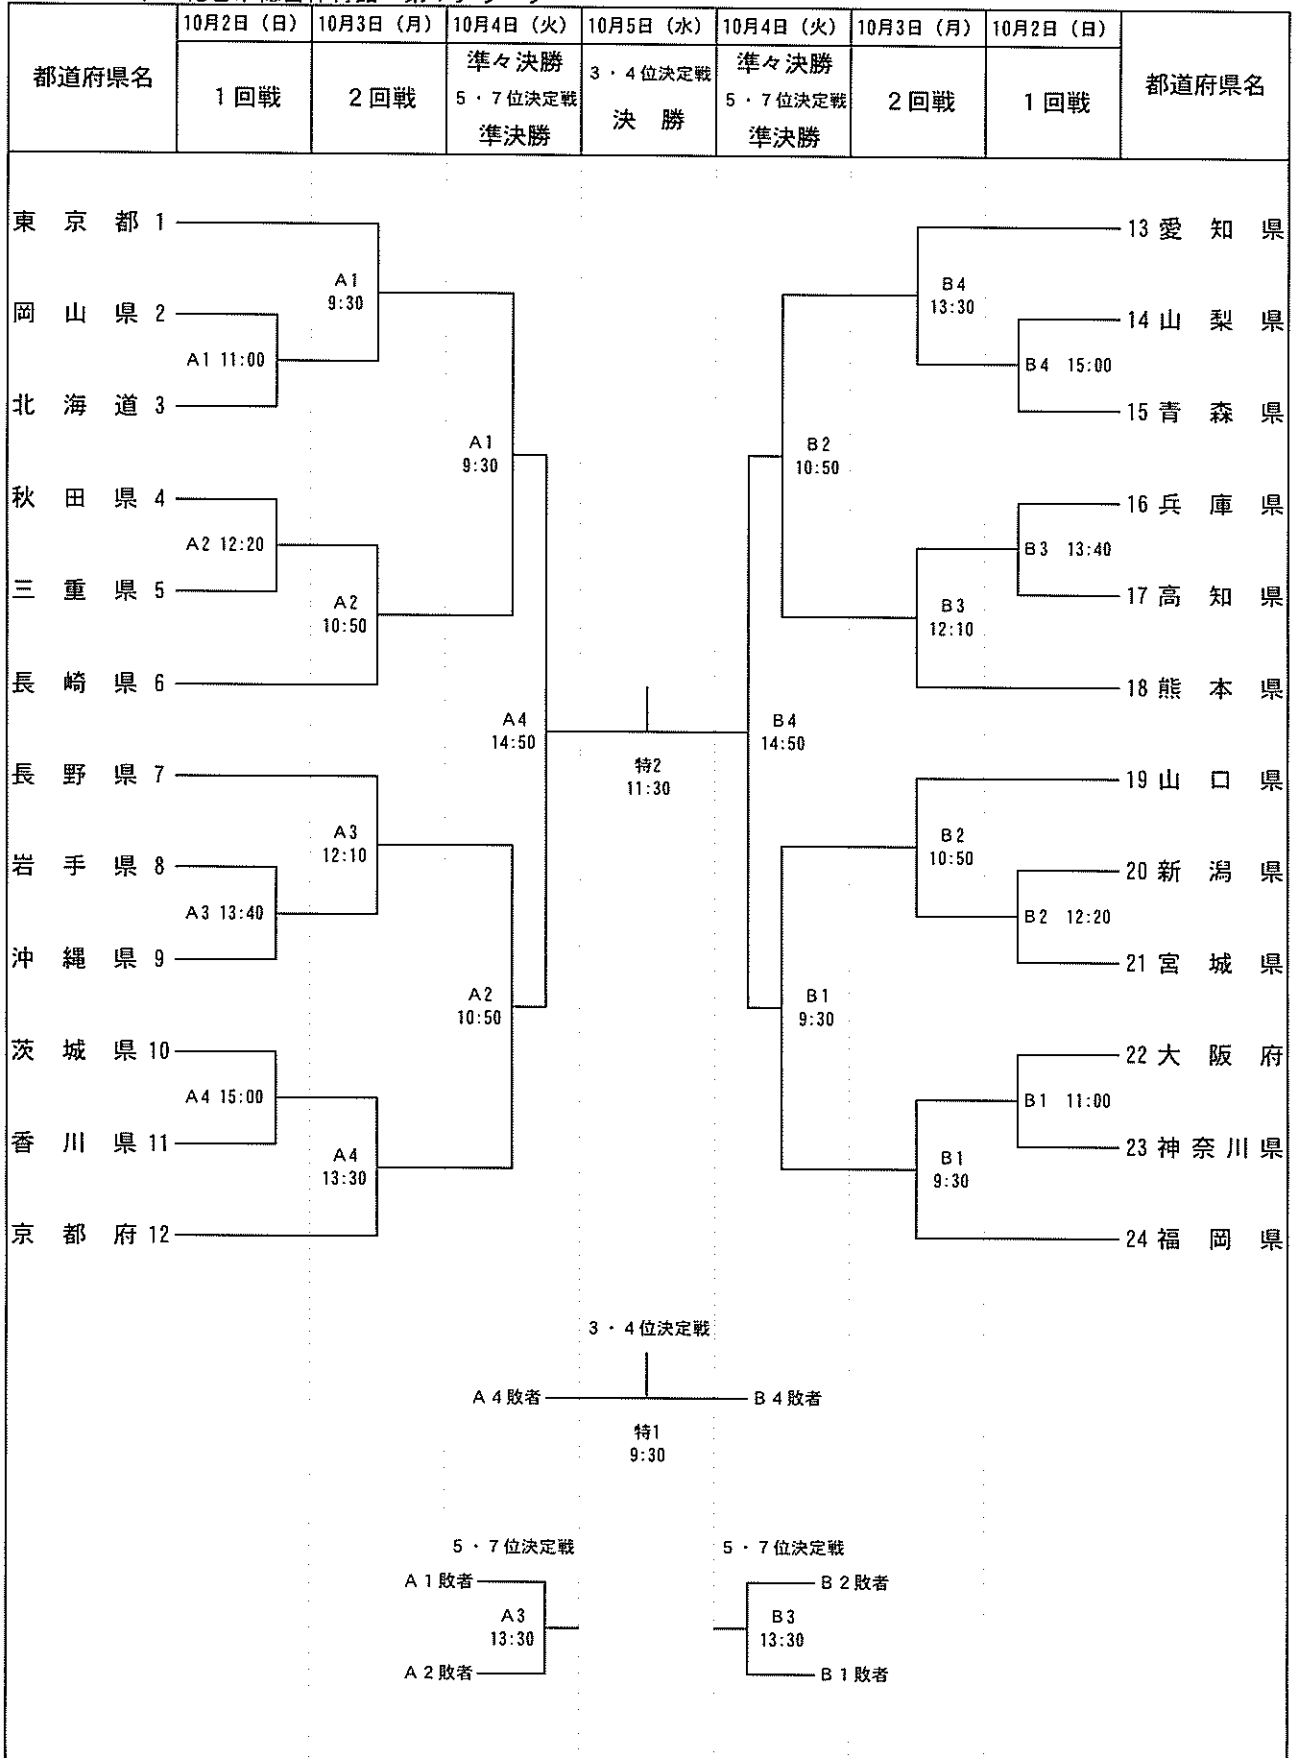 10月2日（日） 10月3日（月） 10月4日（火） 10月5日（水） 10月4日（火） 10月3日（月） 10月2日（日）
都道府県名 1回戦 2回戦 準々決勝 3・4位決定戦 準々決勝 2回戦 1回戦 都道府県名
5・7位決定戦 決 勝 5・7位決定戦
準決勝 準決勝
東京都 1
13 愛知県
A1
9:30
B4
13:30
岡山県 2
14 山梨県
A1 11:00
B4 15:00
北海道 3
15 青森県
A1
9:30
B2
10:50
秋田県 4
16 兵庫県
A2 12:20
B3 13:40
三重県 5
17 高知県
A2
10:50
B3
12:10
長崎県 6
18 熊本県
A4
14:50
B4
14:50
特2
11:30
長野県 7
19 山口県
A3
12:10
B2
10:50
岩手県 8
20 新潟県
A3 13:40
B2 12:20
沖縄県 9
21 宮城県
A2
10:50
B1
9:30
茨城県 10
22 大阪府
A4 15:00
B1 11:00
香川県 11
23 神奈川県
A4
13:30
B1
9:30
京都府 12
24 福岡県
3・4位決定戦
A4敗者 B4敗者
特1
9:30
5・7位決定戦 5・7位決定戦
A1敗者 B2敗者
A3
13:30
B3
13:30
A2敗者 B1敗者